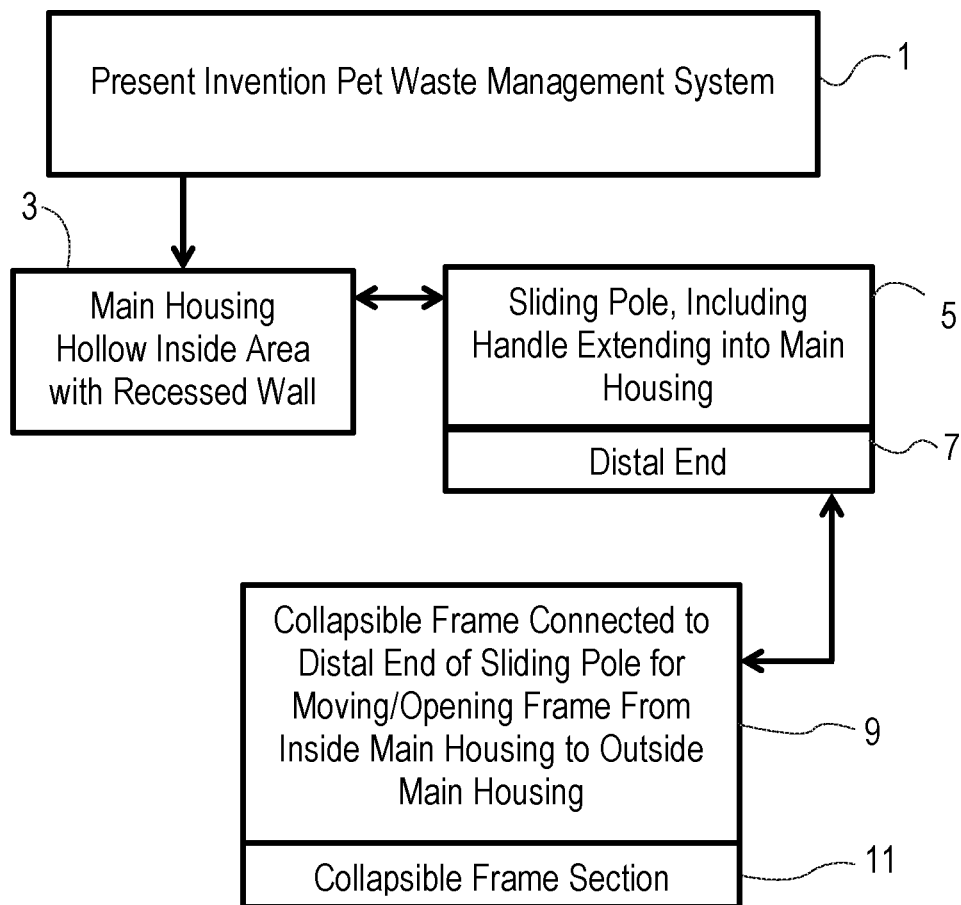 Present Invention Pet Waste Management System
1
3
Main Housing
Hollow Inside Area
with Recessed Wall
Sliding Pole, Including
Handle Extending into Main
Housing
5
Distal End
7
Collapsible Frame Connected to
Distal End of Sliding Pole for
Moving/Opening Frame From
Inside Main Housing to Outside
Main Housing
9
Collapsible Frame Section
11